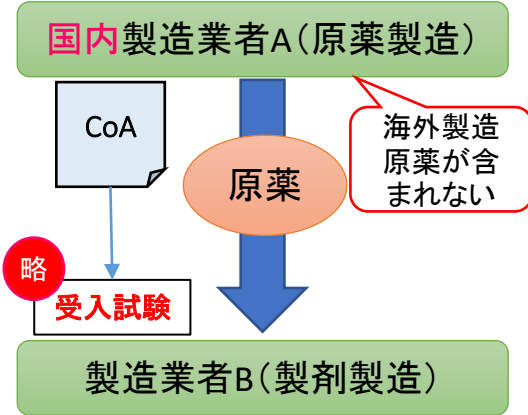 国内製造業者A(原薬製造)
CoA
海外製造
原薬が含
まれない
原薬
略
受入試験
製造業者B(製剤製造)